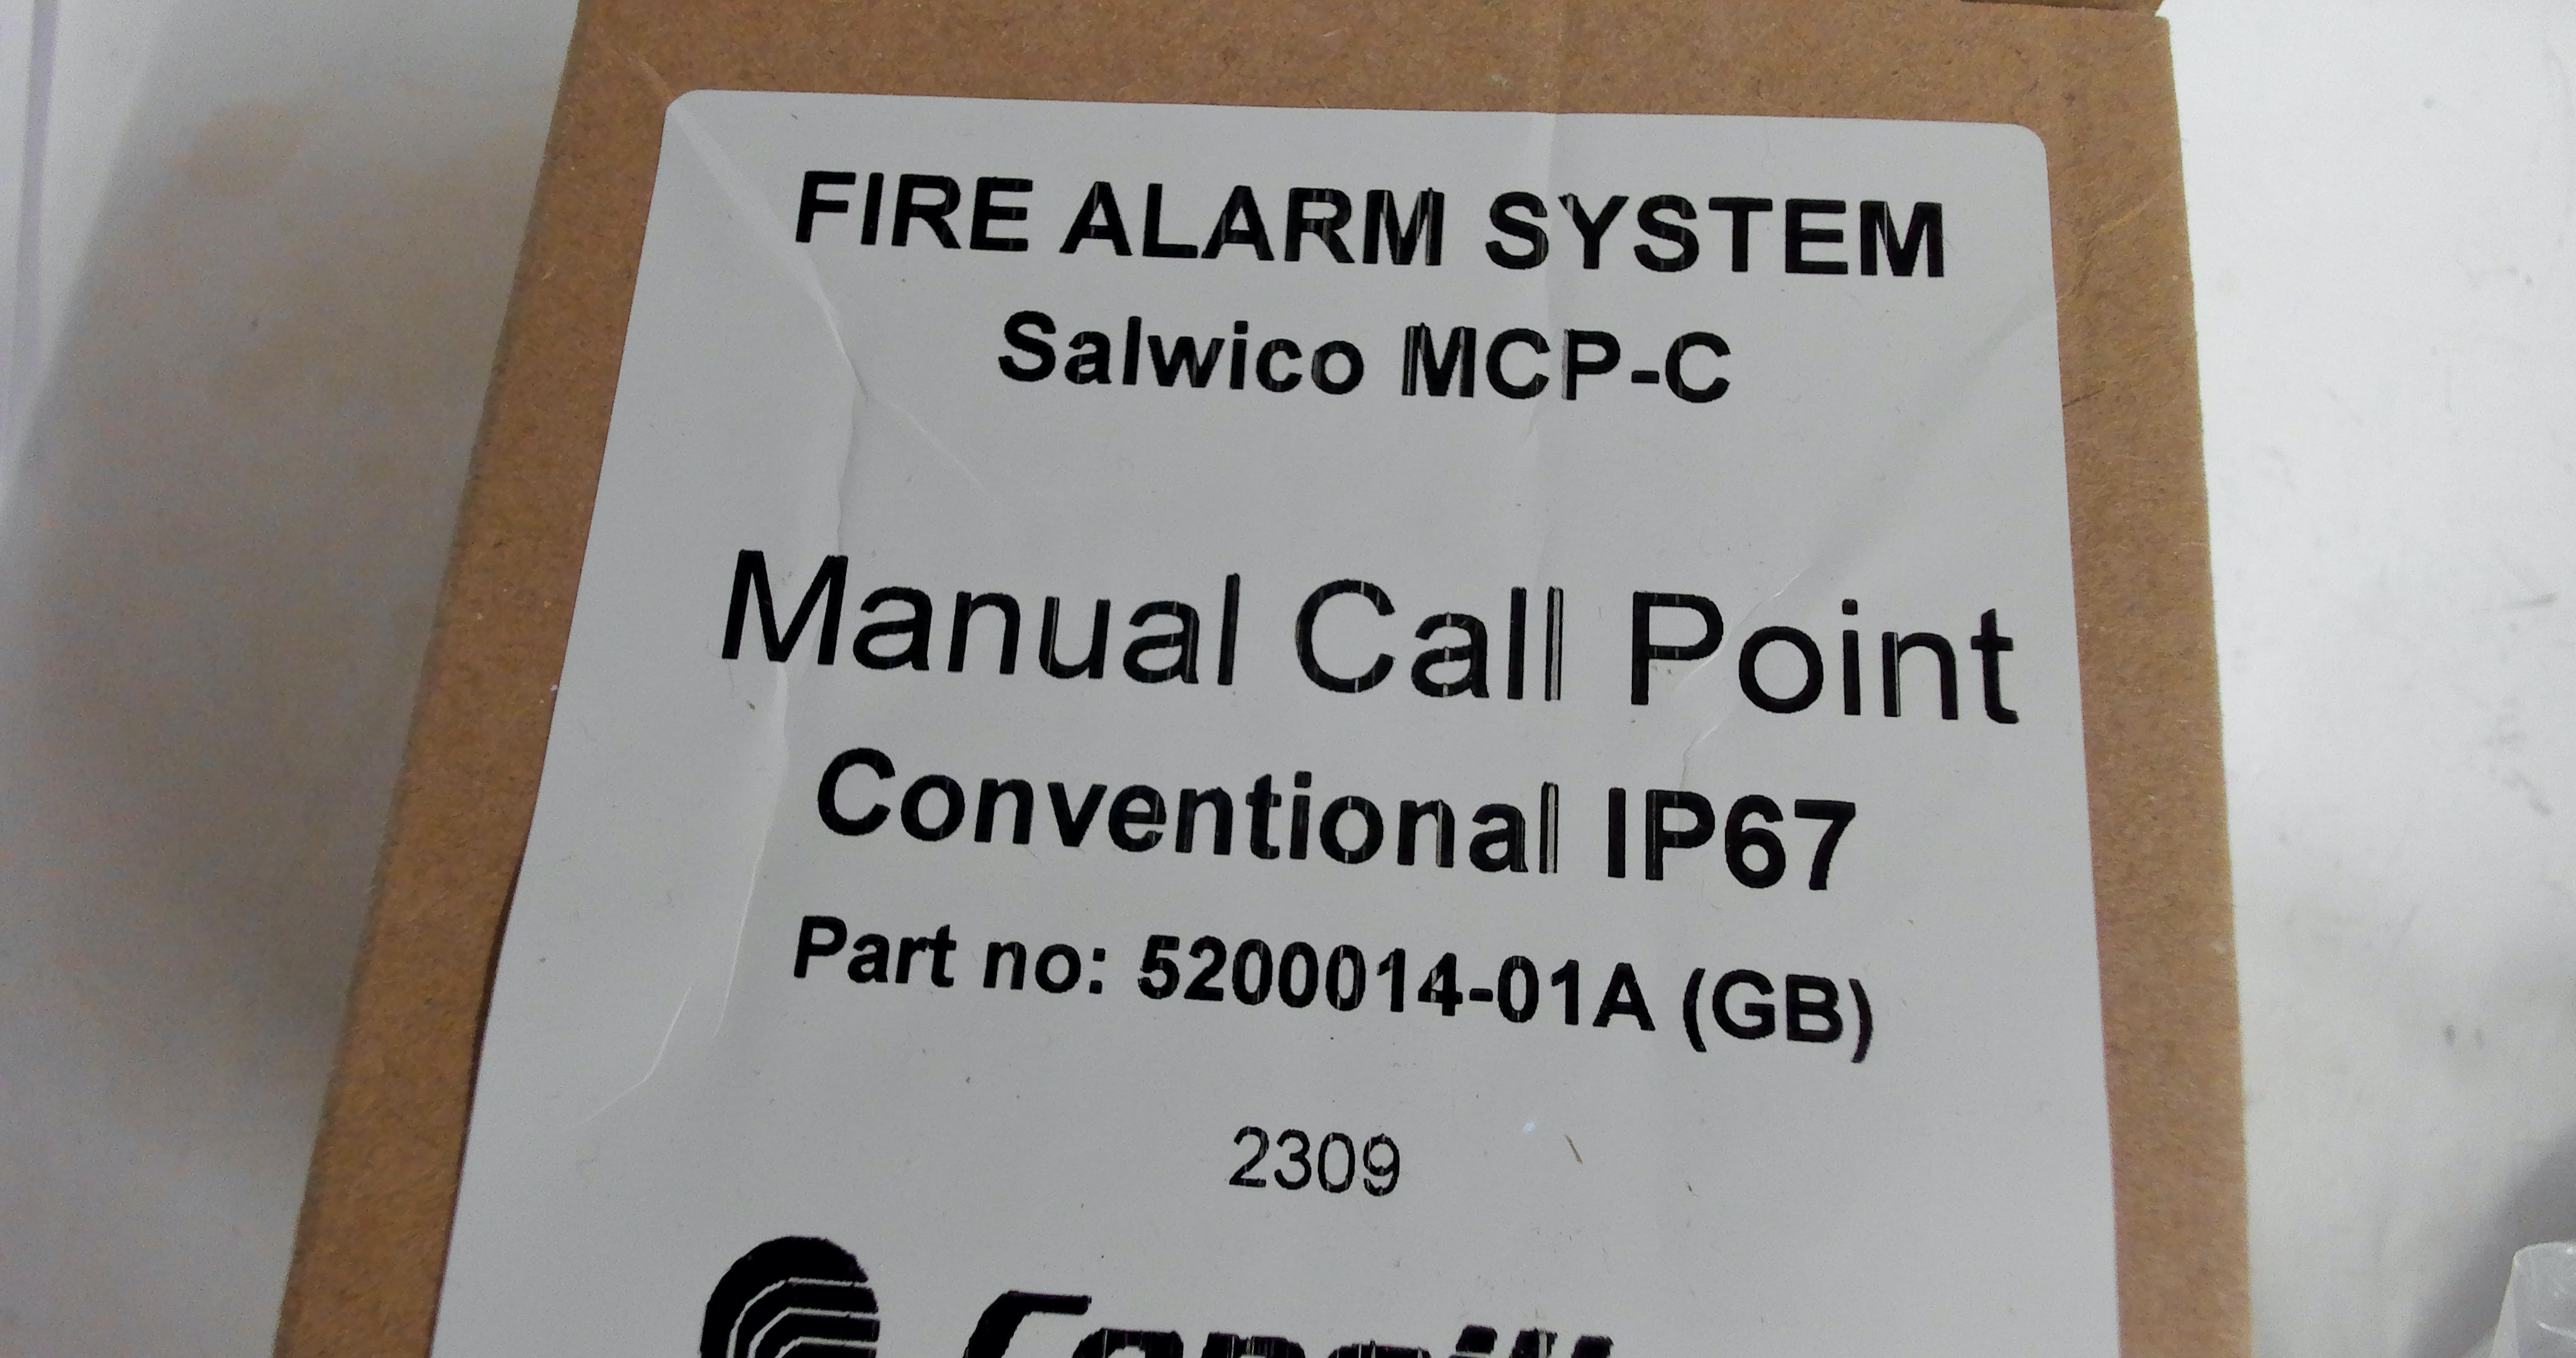 FIRE ALARM SYSTEM
Salwico MCP-C
Manual Call Point
Conventional IP67
Part no: 5200014-01A (GB)
2309